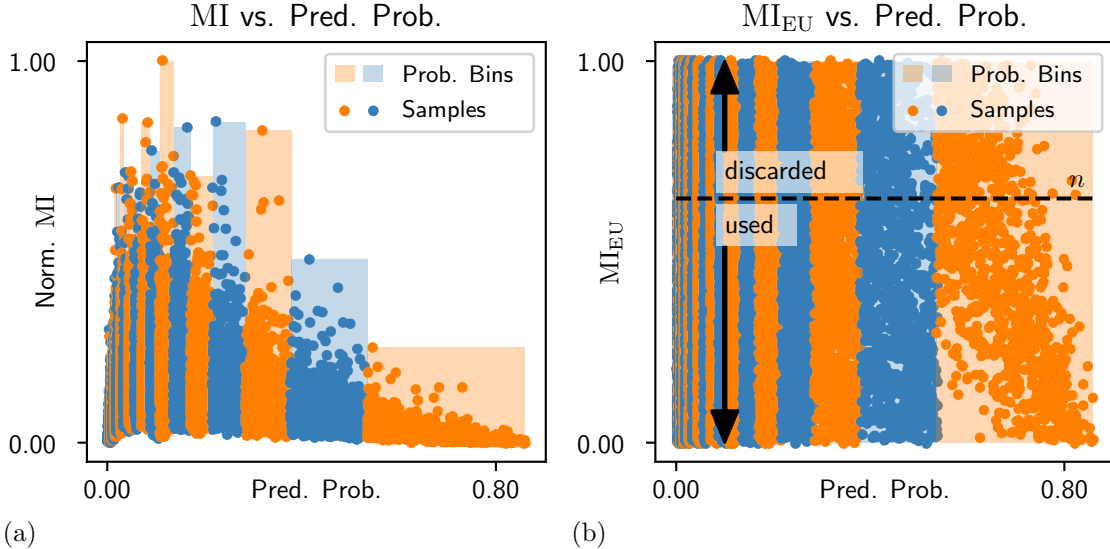 MI vs. Pred. Prob.
1.00
0.00
Norm. MI
Prob. Bins
Samples
0.00
Pred. Prob.
0.80
(a)
MI_EU vs. Pred. Prob.
1.00
0.00
MI_EU
Prob. Bins
Samples
discarded
n
used
0.00
Pred. Prob.
0.80
(b)